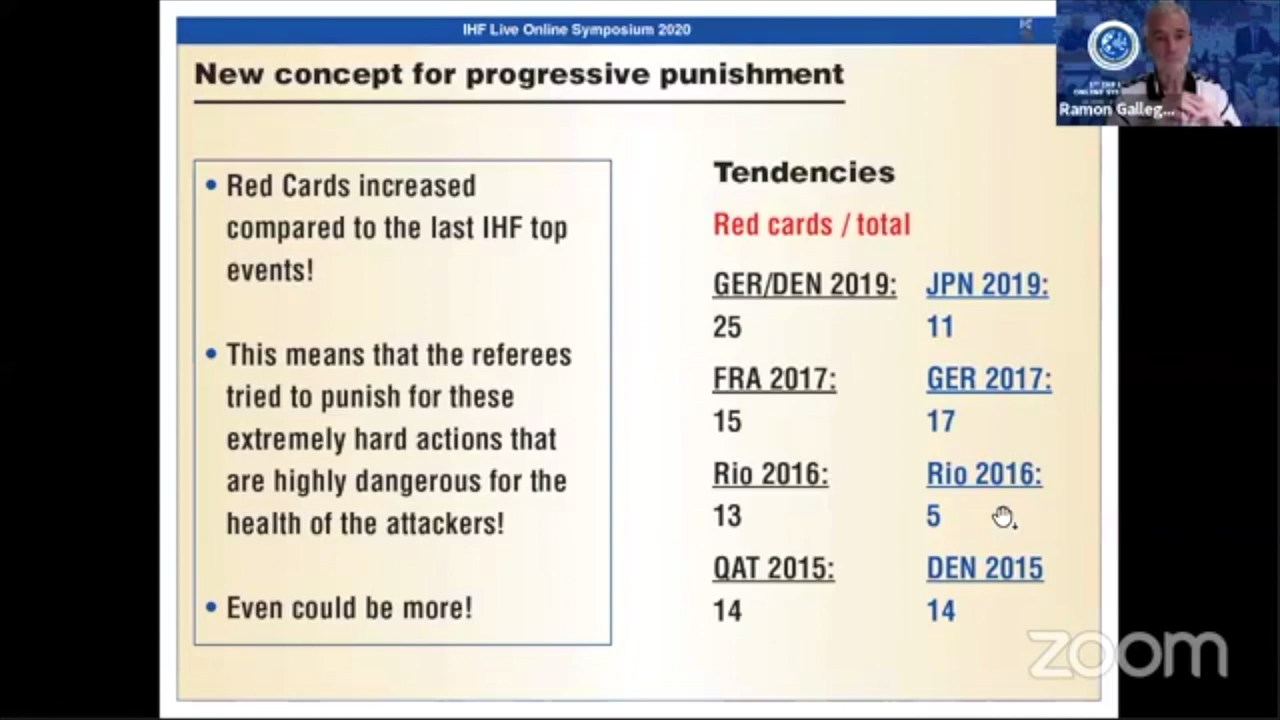 IHF Live Online Symposium 2020
New concept for progressive punishment
• Red Cards increased
compared to the last IHF top
events!
• This means that the referees
tried to punish for these
extremely hard actions that
are highly dangerous for the
health of the attackers!
• Even could be more!
Tendencies
Red cards / total
GER/DEN 2019: JPN 2019:
25 11
FRA 2017: GER 2017:
15 17
Rio 2016: Rio 2016:
13 5
QAT 2015: DEN 2015
14 14
Ramon Galleg...
zoom